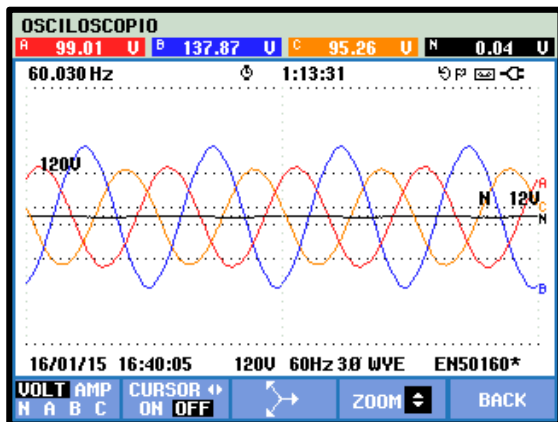 OSCILOSCOPIO
A 99.01 V B 137.87 V C 95.26 V N 0.04 V
60.030 Hz 1:13:31 P
120V
A
N 12V
C
N
B
16/01/15 16:40:05 120V 60Hz 3Ø WYE EN50160*
VOLT AMP CURSOR ZOOM BACK
N A B C ON OFF